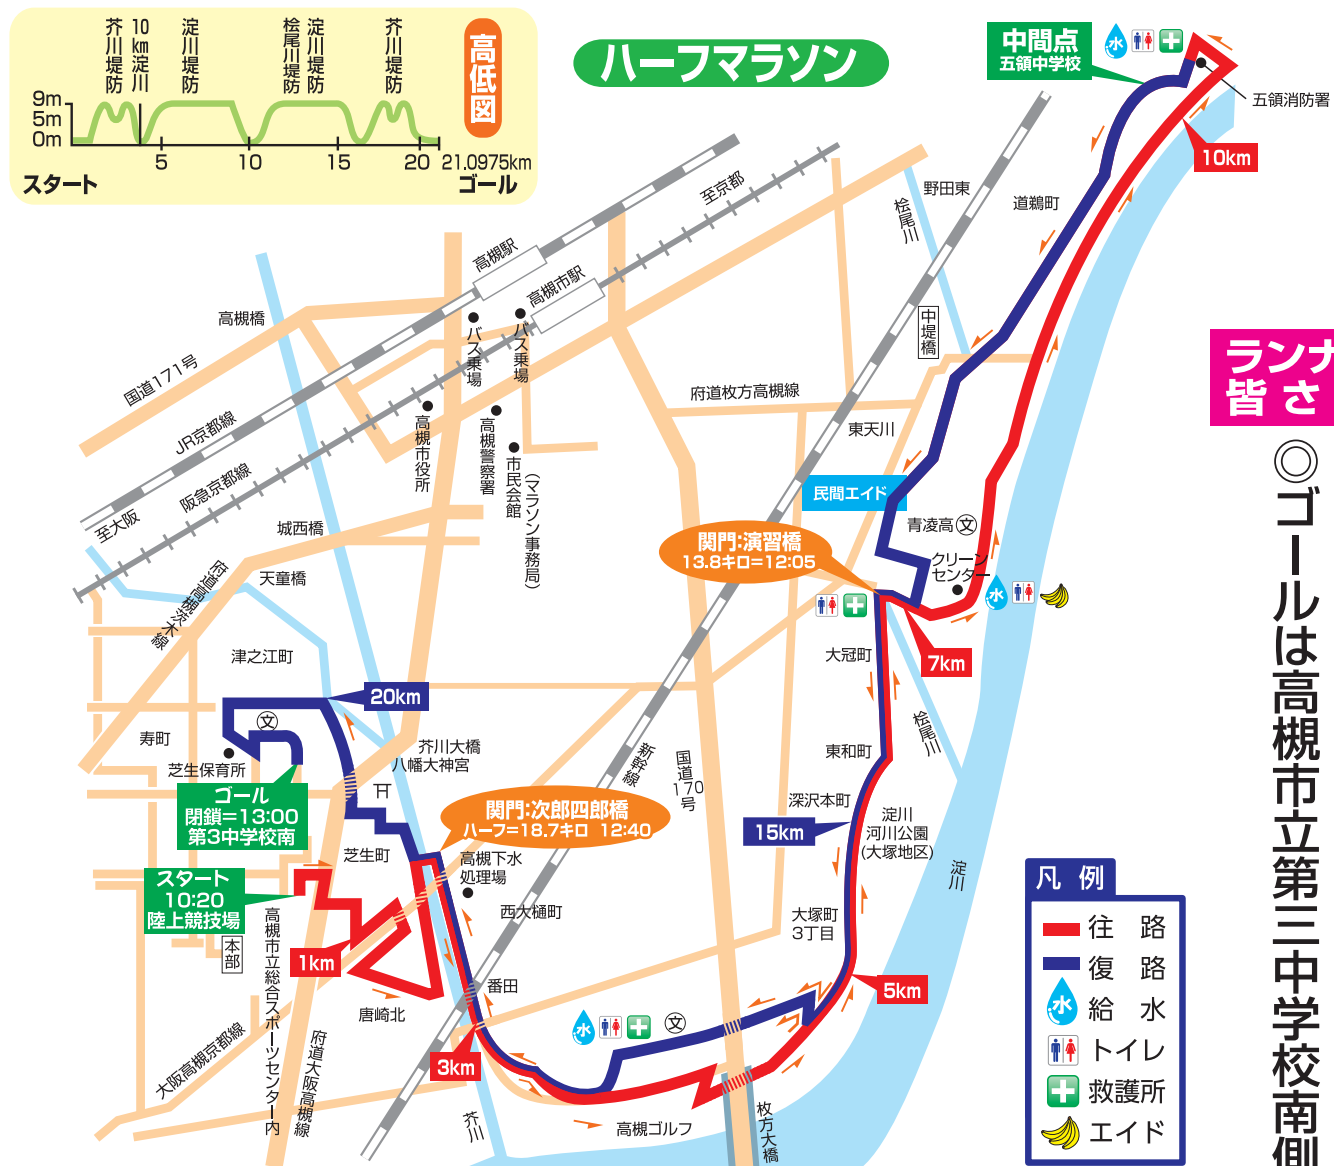 芥川堤防
10km淀川
淀川堤防
桧尾川堤防
淀川堤防
芥川堤防
高低図
9m
5m
0m
5
10
15
20
21.0975km
スタート
ゴール
ハーフマラソン
中間点
五領中学校
水
五領消防署
10km
野田東
道鵜町
桧尾川
至京都
高槻駅
高槻市駅
高槻橋
バス乗場
バス乗場
中堤橋
国道171号
府道枚方高槻線
JR京都線
高槻市役所
高槻警察署
市民会館
(マラソン事務局)
東天川
阪急京都線
至大阪
民間エイド
城西橋
青凌高
文
関門:演習橋
13.8キロ=12:05
クリーン
センター
水
天童橋
府道高槻茨木線
津之江町
大冠町
7km
20km
文
寿町
芝生保育所
芥川大橋
八幡大神宮
新幹線
国道170号
東和町
桧尾川
ゴール
閉鎖=13:00
第3中学校南
関門:次郎四郎橋
ハーフ=18.7キロ 12:40
深沢本町
15km
淀川
河川公園
(大塚地区)
芝生町
高槻下水
処理場
淀川
スタート
10:20
陸上競技場
西大樋町
大塚町
3丁目
本部
高槻市立総合スポーツセンター内
1km
番田
5km
唐崎北
水
文
大阪高槻京都線
府道大阪高槻線
3km
芥川
高槻ゴルフ
枚方大橋
凡例
往路
復路
水
給水
トイレ
救護所
エイド
ランナ
皆さ
◎ゴールは高槻市立第三中学校南側